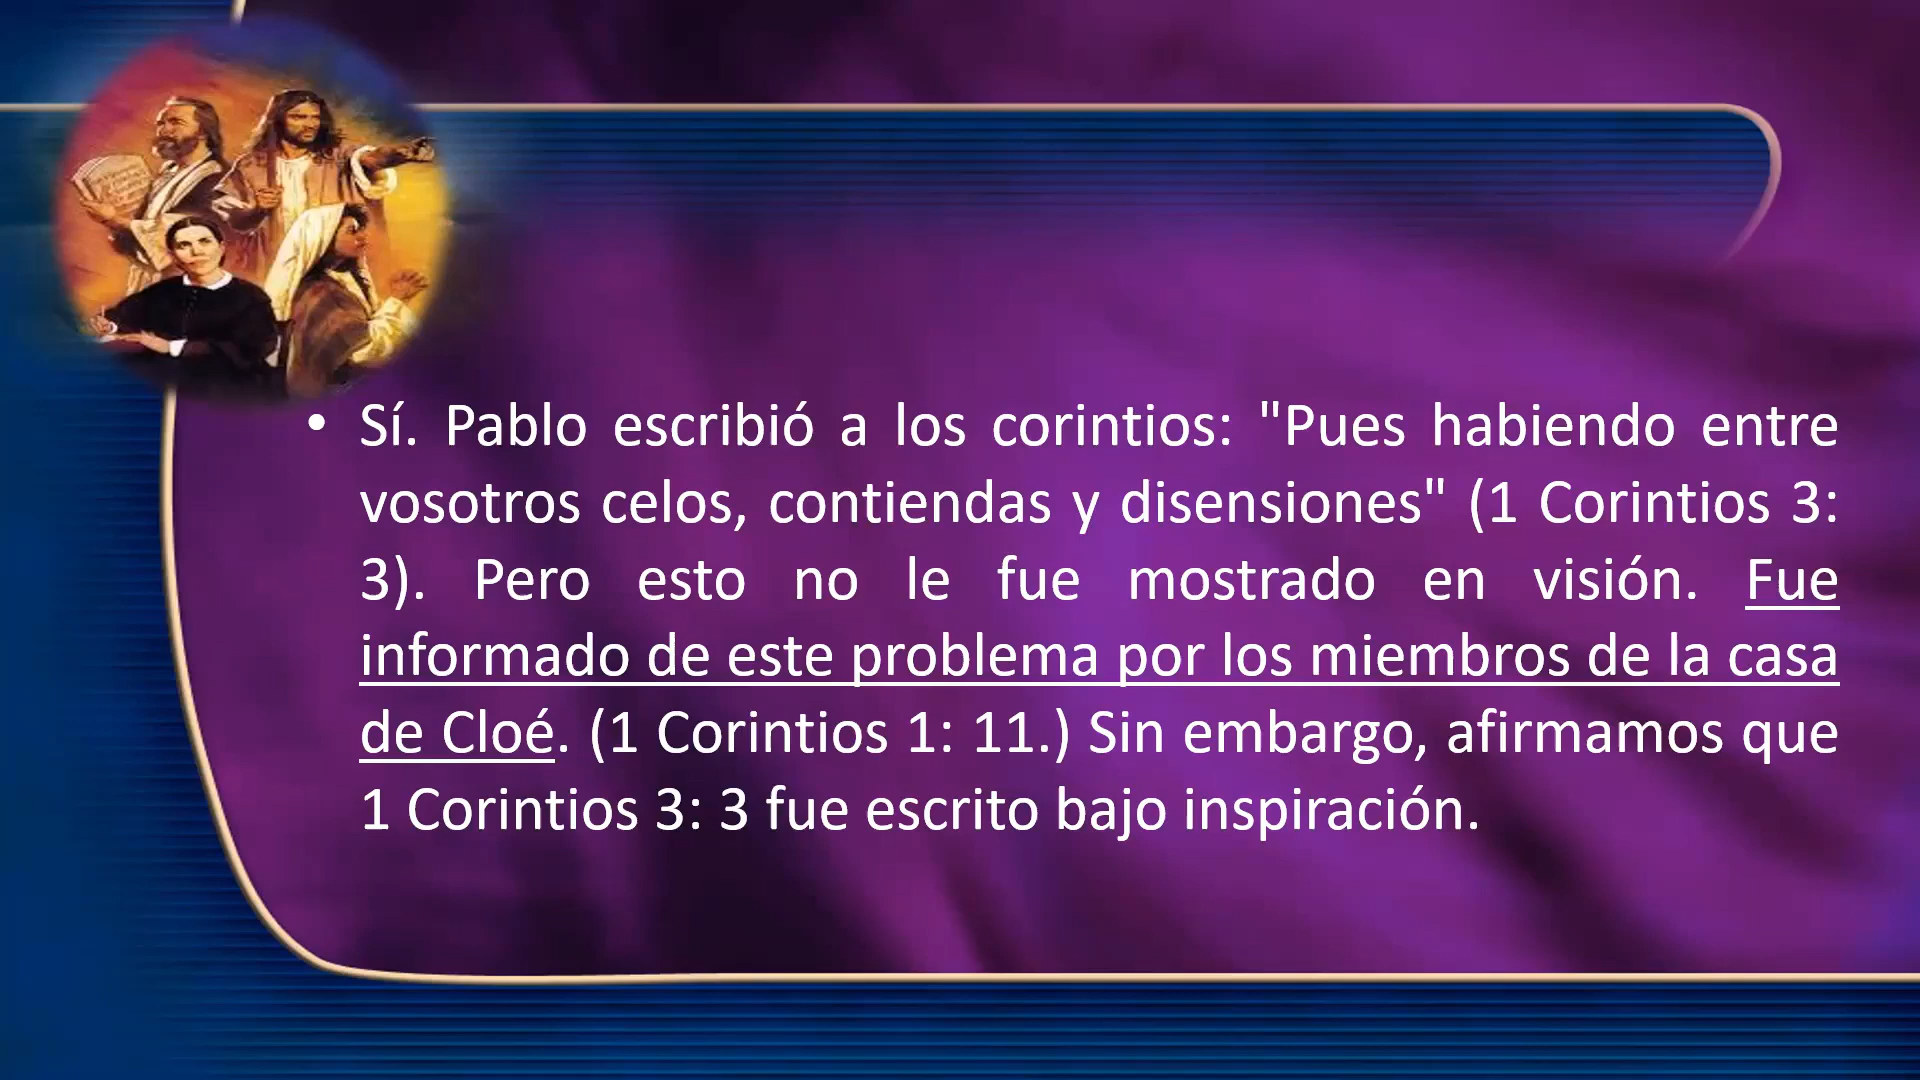 • Sí. Pablo escribió a los corintios: "Pues habiendo entre
vosotros celos, contiendas y disensiones" (1 Corintios 3:
3). Pero esto no le fue mostrado en visión. Fue
informado de este problema por los miembros de la casa
de Cloé. (1 Corintios 1: 11.) Sin embargo, afirmamos que
1 Corintios 3: 3 fue escrito bajo inspiración.